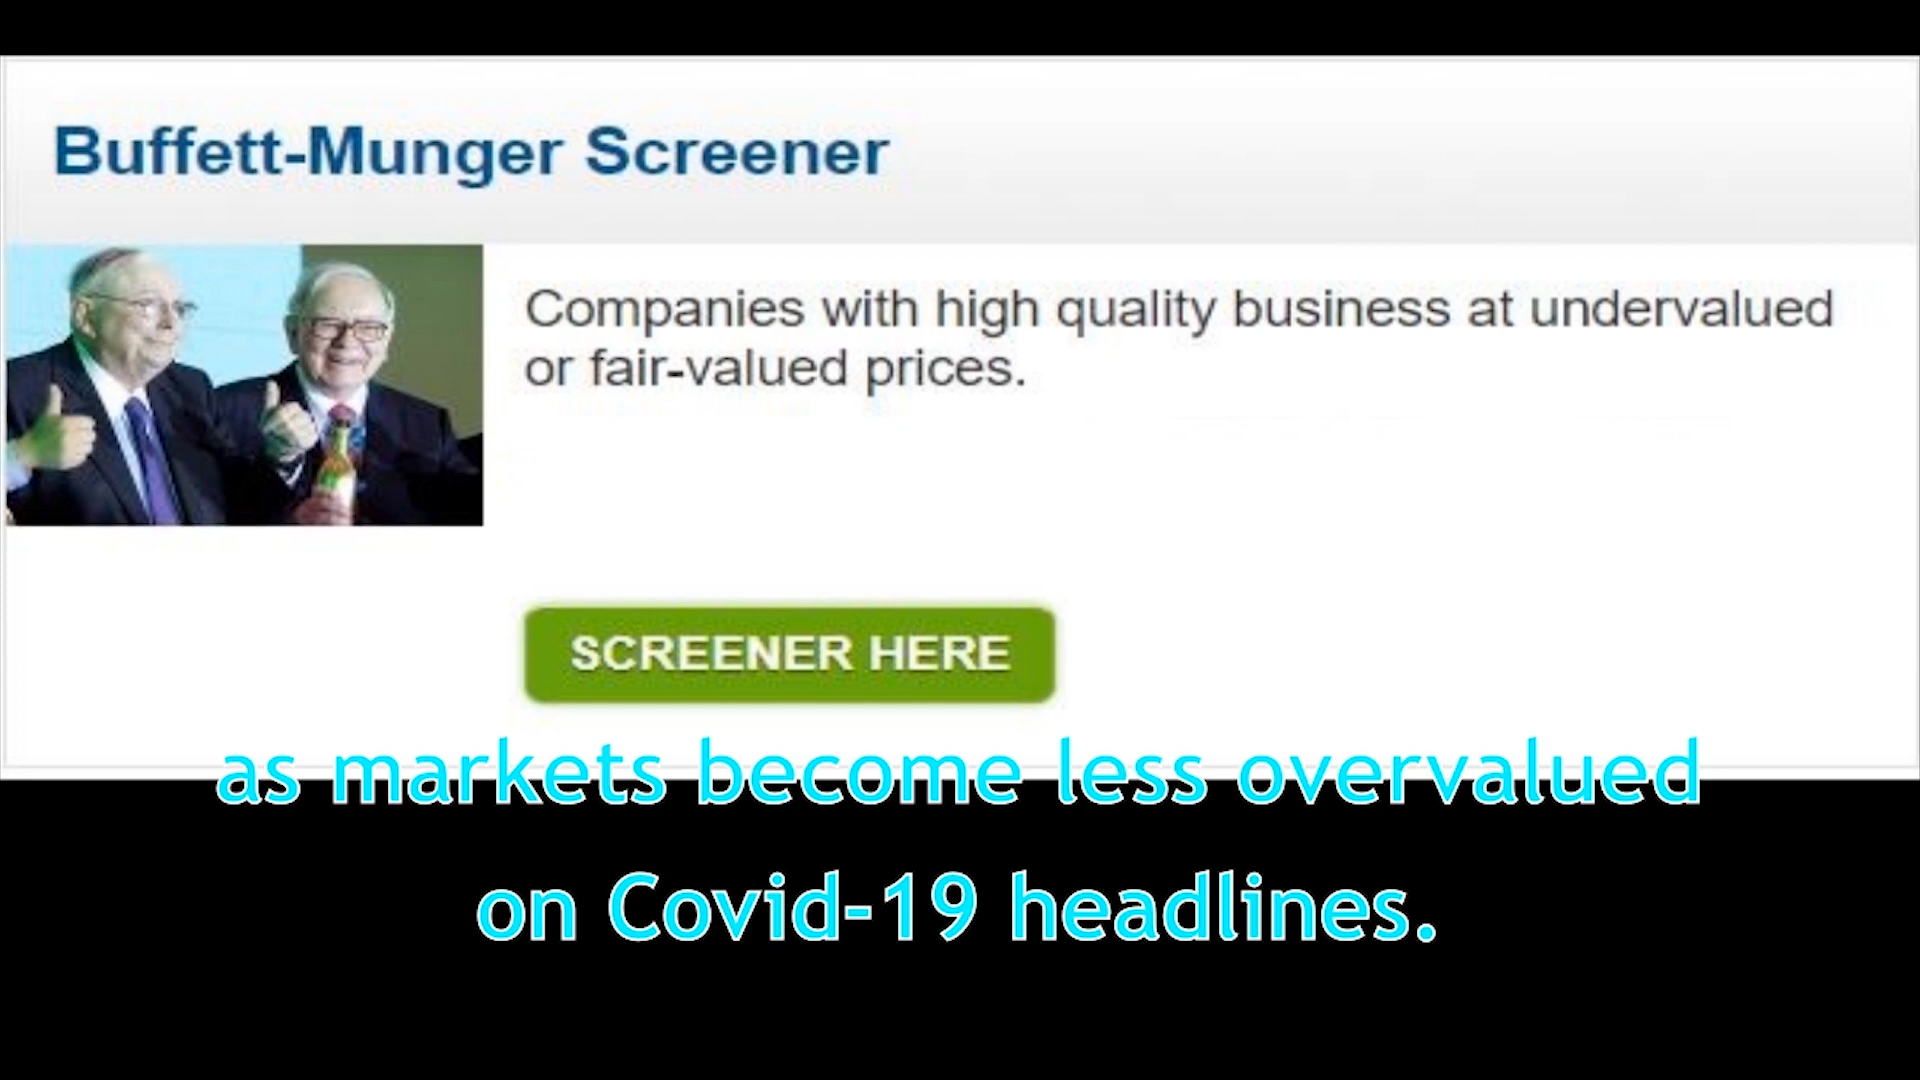 Buffett-Munger Screener
Companies with high quality business at undervalued
or fair-valued prices.
SCREENER HERE
as markets become less overvalued
on Covid-19 headlines.